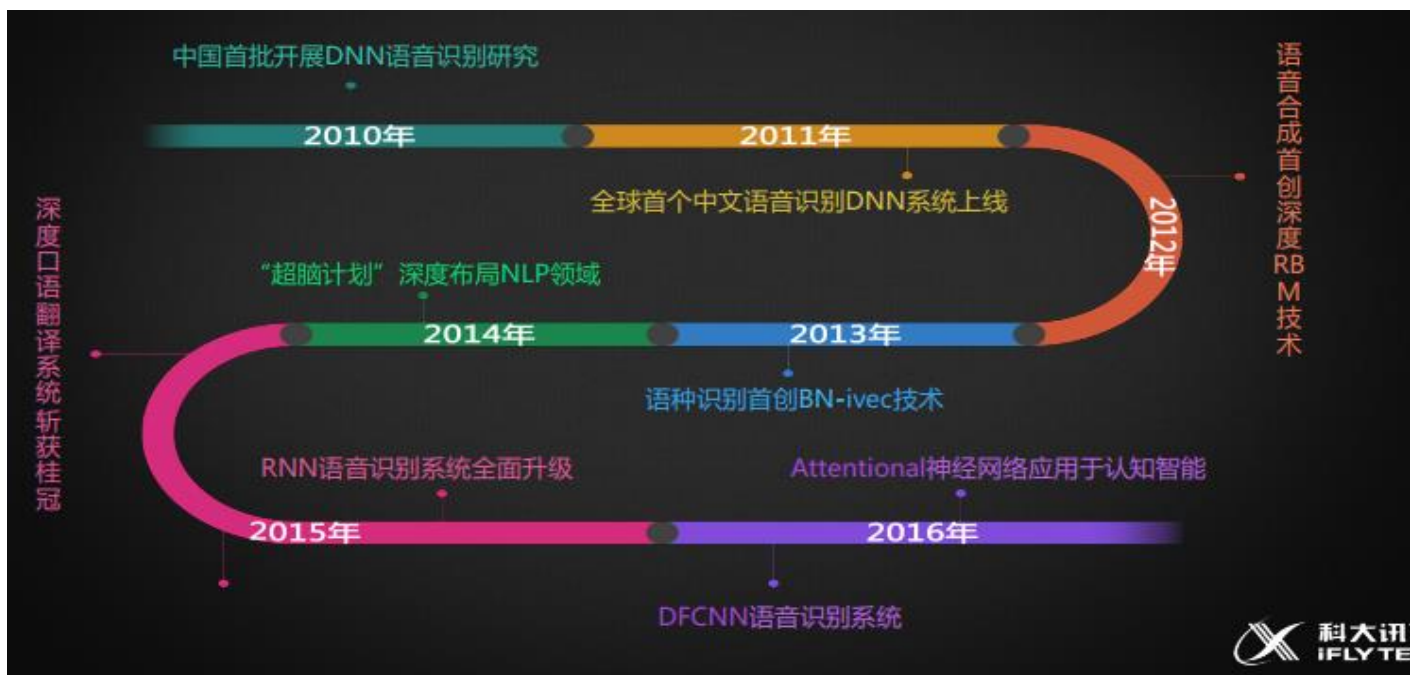 中国首批开展DNN语音识别研究
2010年
2011年
全球首个中文语音识别DNN系统上线
2012年
语音合成首创深度RBM技术
“超脑计划”深度布局NLP领域
2014年
2013年
语种识别首创BN-ivec技术
深度口语翻译系统斩获桂冠
RNN语音识别系统全面升级
Attentional神经网络应用于认知智能
2015年
2016年
DFCNN语音识别系统
科大讯
iFLYTE